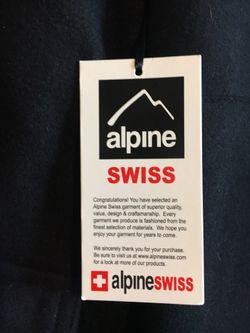 alpine
SWISS
Congratulations! You have selected an
Alpine Swiss garment of superior quality,
value, design & craftsmanship. Every
garment we produce is fashioned from the
finest selection of materials. We hope you
enjoy your garment for years to come.
We sincerely thank you for your purchase.
Be sure to visit us at www.alpineswiss.com
for a look at more of our products.
alpineswiss